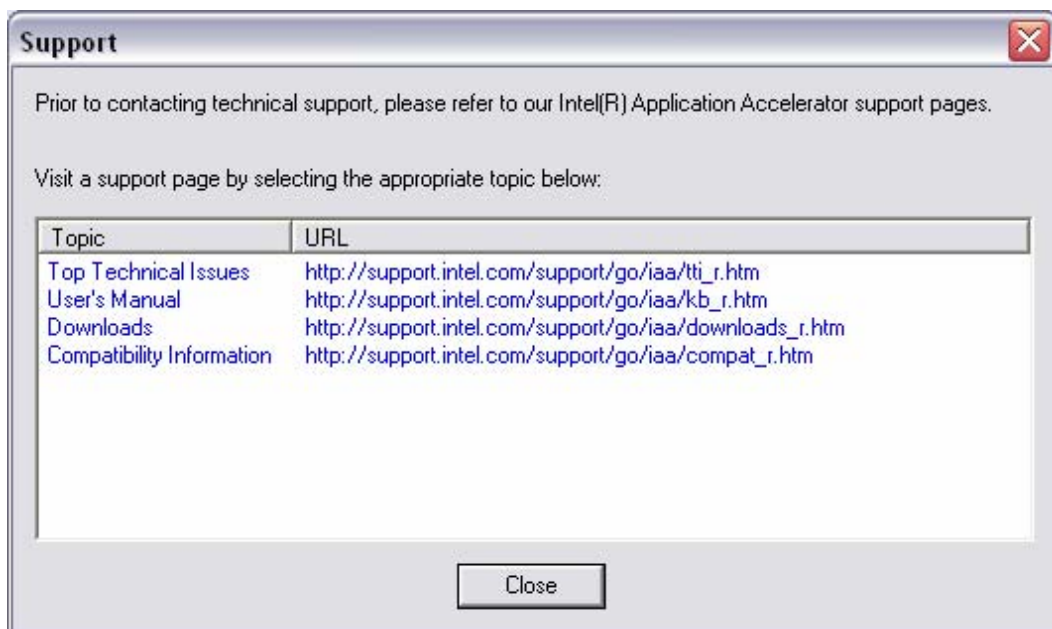 Support
Prior to contacting technical support, please refer to our Intel(R) Application Accelerator support pages.
Visit a support page by selecting the appropriate topic below:
Topic URL
Top Technical Issues http://support.intel.com/support/go/iaa/tti_r.htm
User's Manual http://support.intel.com/support/go/iaa/kb_r.htm
Downloads http://support.intel.com/support/go/iaa/downloads_r.htm
Compatibility Information http://support.intel.com/support/go/iaa/compat_r.htm
Close